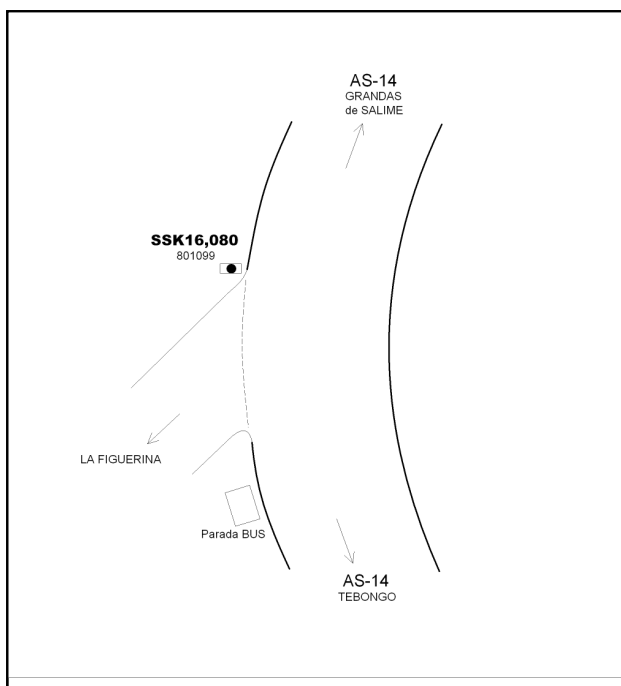 AS-14
GRANDAS
de SALIME
SSK16,080
801099
LA FIGUERINA
Parada BUS
AS-14
TEBONGO